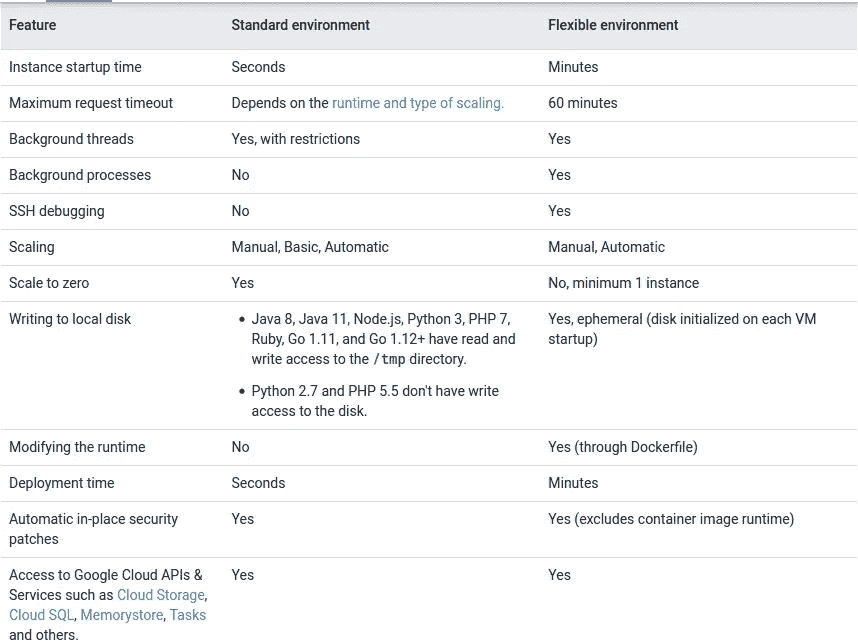 Feature Standard environment Flexible environment
Instance startup time Seconds Minutes
Maximum request timeout Depends on the runtime and type of scaling. 60 minutes
Background threads Yes, with restrictions Yes
Background processes No Yes
SSH debugging No Yes
Scaling Manual, Basic, Automatic Manual, Automatic
Scale to zero Yes No, minimum 1 instance
Writing to local disk • Java 8, Java 11, Node.js, Python 3, PHP 7, Yes, ephemeral (disk initialized on each VM
Ruby, Go 1.11, and Go 1.12+ have read and startup)
write access to the /tmp directory.
• Python 2.7 and PHP 5.5 don't have write
access to the disk.
Modifying the runtime No Yes (through Dockerfile)
Deployment time Seconds Minutes
Automatic in-place security Yes Yes (excludes container image runtime)
patches
Access to Google Cloud APIs & Yes Yes
Services such as Cloud Storage,
Cloud SQL, Memorystore, Tasks
and others.